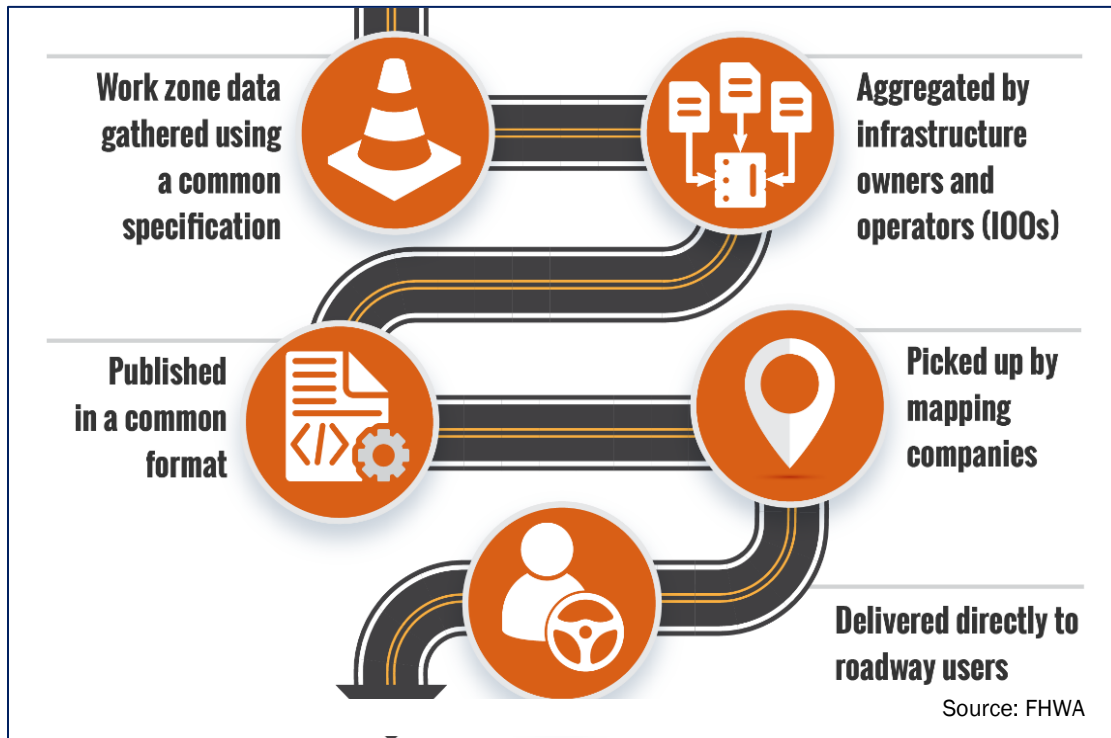 Work zone data
gathered using
a common
specification
Aggregated by
infrastructure
owners and
operators (IOOs)
Published
in a common
format
</>
Picked up by
mapping
companies
Delivered directly to
roadway users
Source: FHWA